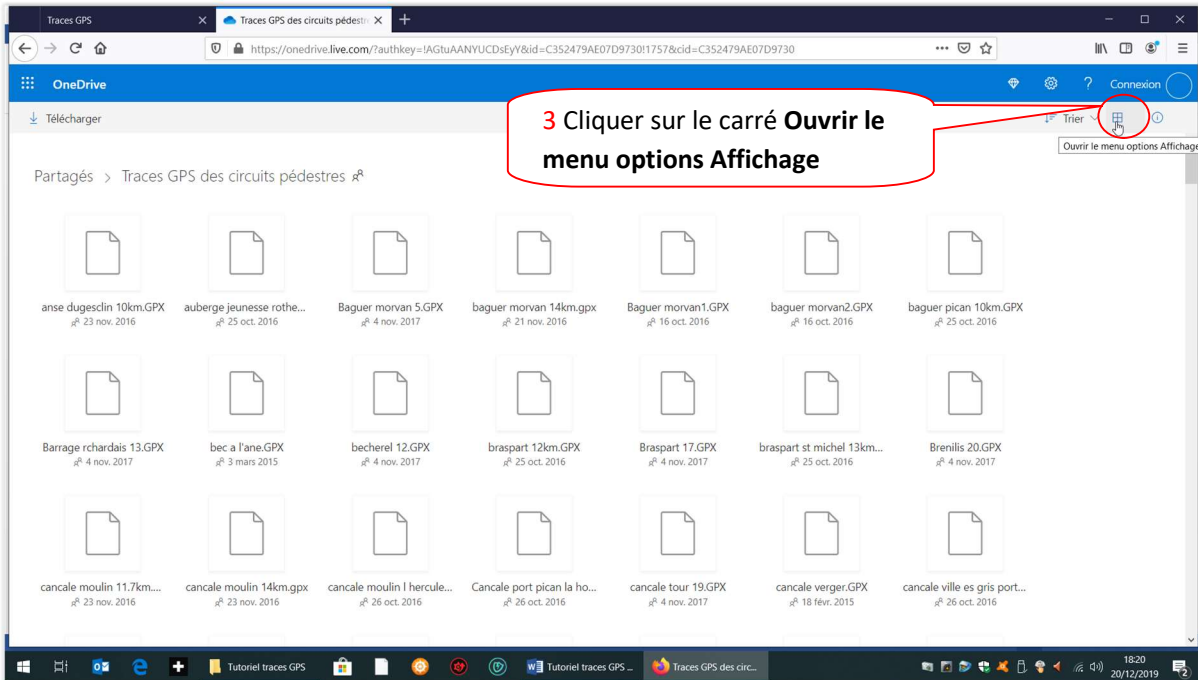 Traces GPS
Traces GPS des circuits pédestr
https://onedrive.live.com/?authkey=!AGtuAANYUCDsEyY&id=C352479AE07D9730!1757&cid=C352479AE07D9730
OneDrive
? Connexion
Télécharger
Trier
3 Cliquer sur le carré Ouvrir le
menu options Affichage
Ouvrir le menu options Affichage
Partagés > Traces GPS des circuits pédestres
anse dugesclin 10km.GPX auberge jeunesse rothe... Baguer morvan 5.GPX baguer morvan 14km.gpx Baguer morvan1.GPX baguer morvan2.GPX baguer pican 10km.GPX
23 nov. 2016 25 oct. 2016 4 nov. 2017 21 nov. 2016 16 oct. 2016 16 oct. 2016 25 oct. 2016
Barrage rchardais 13.GPX bec a l'ane.GPX becherel 12.GPX braspart 12km.GPX Braspart 17.GPX braspart st michel 13km... Brenilis 20.GPX
4 nov. 2017 3 mars 2015 4 nov. 2017 25 oct. 2016 4 nov. 2017 25 oct. 2016 4 nov. 2017
cancale moulin 11.7km.... cancale moulin 14km.gpx cancale moulin l hercule... Cancale port pican la ho... cancale tour 19.GPX cancale verger.GPX cancale ville es gris port...
23 nov. 2016 23 nov. 2016 26 oct. 2016 26 oct. 2016 4 nov. 2017 18 févr. 2015 26 oct. 2016
Tutoriel traces GPS
Tutoriel traces GPS ...
Traces GPS des circ...
18:20
20/12/2019
2